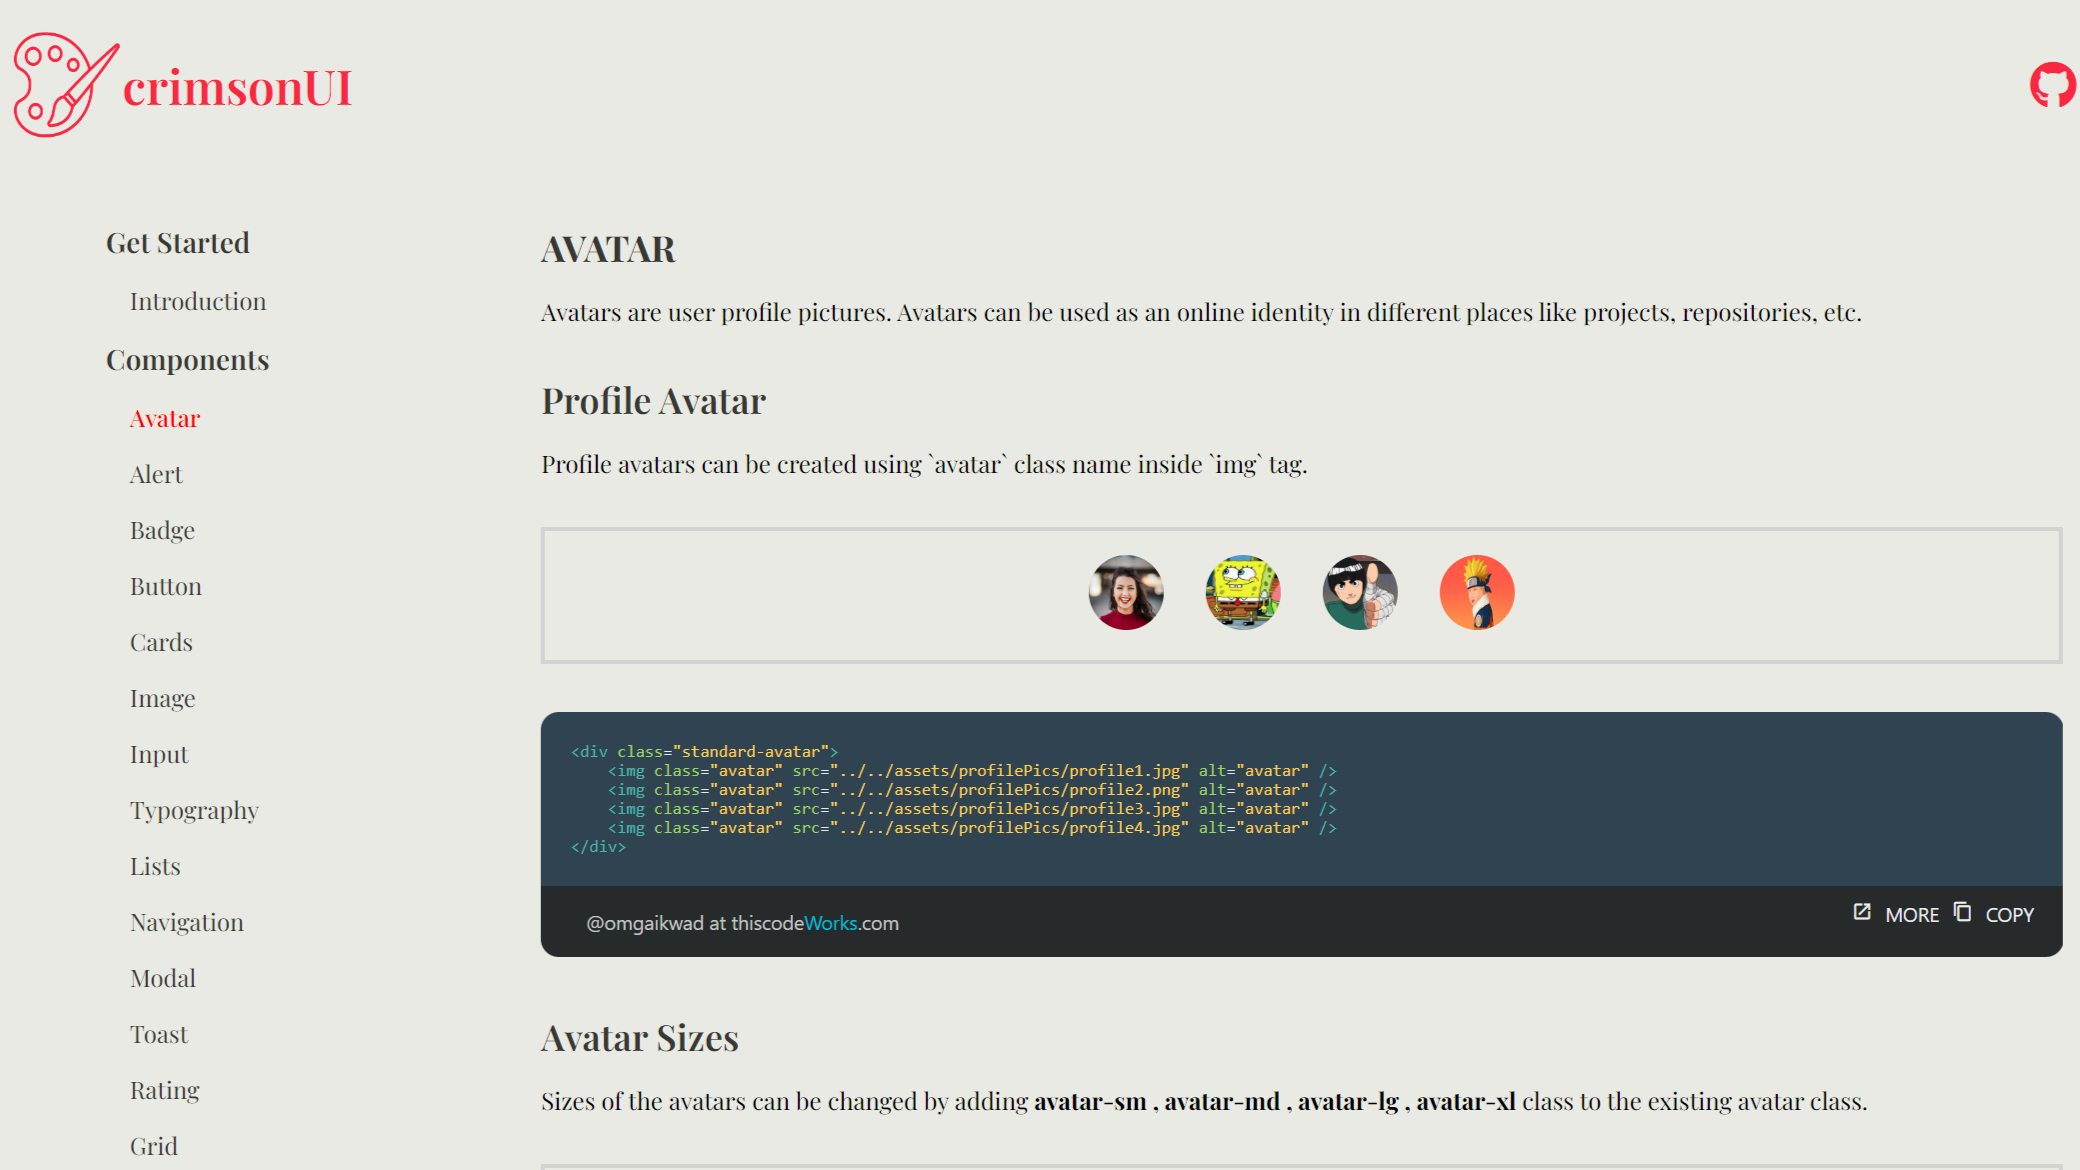 crimsonUI
Get Started
Introduction
Components
Avatar
Alert
Badge
Button
Cards
Image
Input
Typography
Lists
Navigation
Modal
Toast
Rating
Grid
AVATAR
Avatars are user profile pictures. Avatars can be used as an online identity in different places like projects, repositories, etc.
Profile Avatar
Profile avatars can be created using `avatar` class name inside `img` tag.
<div class="standard-avatar">
    <img class="avatar" src="../../assets/profilePics/profile1.jpg" alt="avatar" />
    <img class="avatar" src="../../assets/profilePics/profile2.png" alt="avatar" />
    <img class="avatar" src="../../assets/profilePics/profile3.jpg" alt="avatar" />
    <img class="avatar" src="../../assets/profilePics/profile4.jpg" alt="avatar" />
</div>
@omgaikwad at thiscodeWorks.com
MORE COPY
Avatar Sizes
Sizes of the avatars can be changed by adding avatar-sm , avatar-md , avatar-lg , avatar-xl class to the existing avatar class.